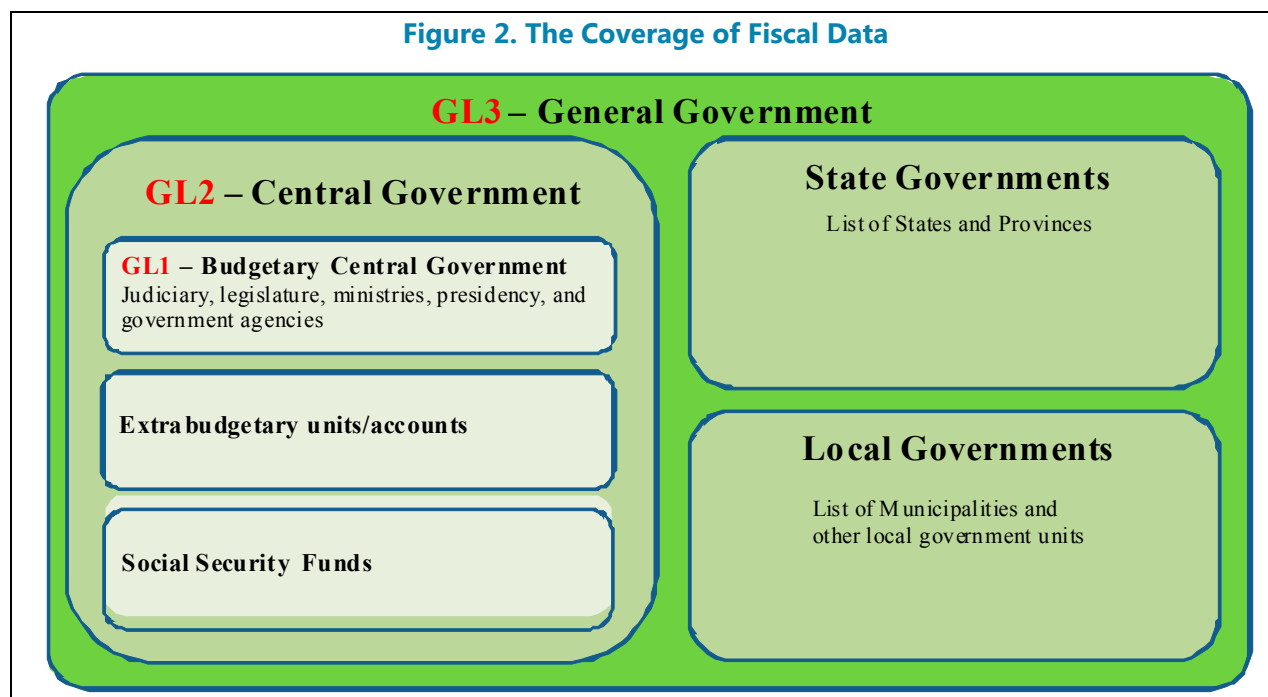 Figure 2. The Coverage of Fiscal Data
GL3 – General Government
GL2 – Central Government
GL1 – Budgetary Central Government
Judiciary, legislature, ministries, presidency, and
government agencies
Extrabudgetary units/accounts
Social Security Funds
State Governments
List of States and Provinces
Local Governments
List of Municipalities and
other local government units